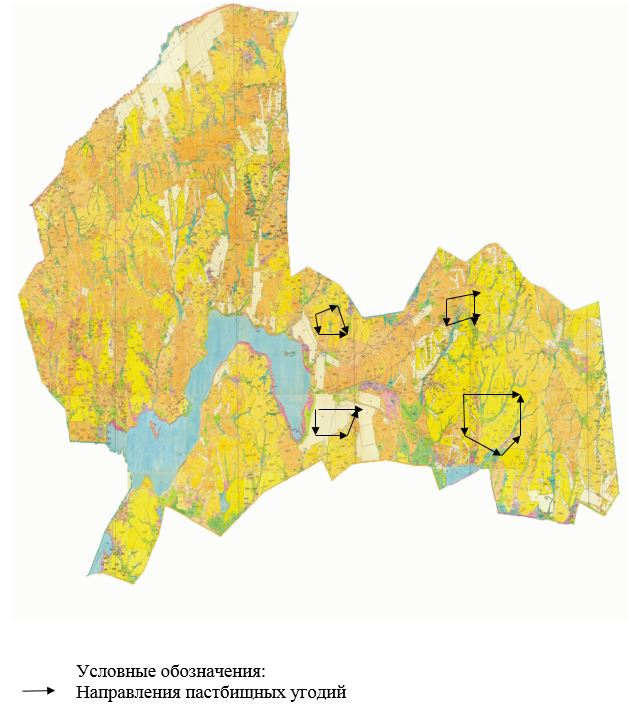 Условные обозначения:
Направления пастбищных угодий